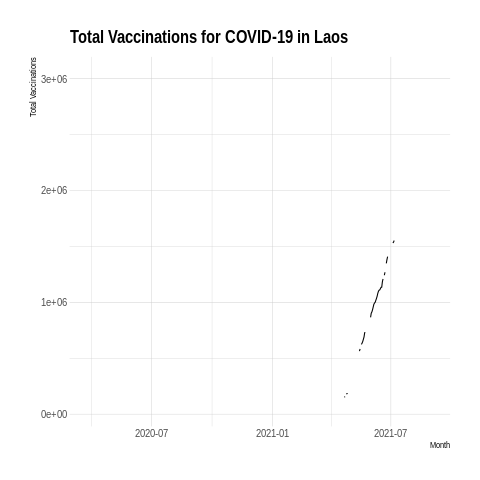 Total Vaccinations for COVID-19 in Laos
Total Vaccinations
3e+06
2e+06
1e+06
0e+00
2020-07 2021-01 2021-07
Month